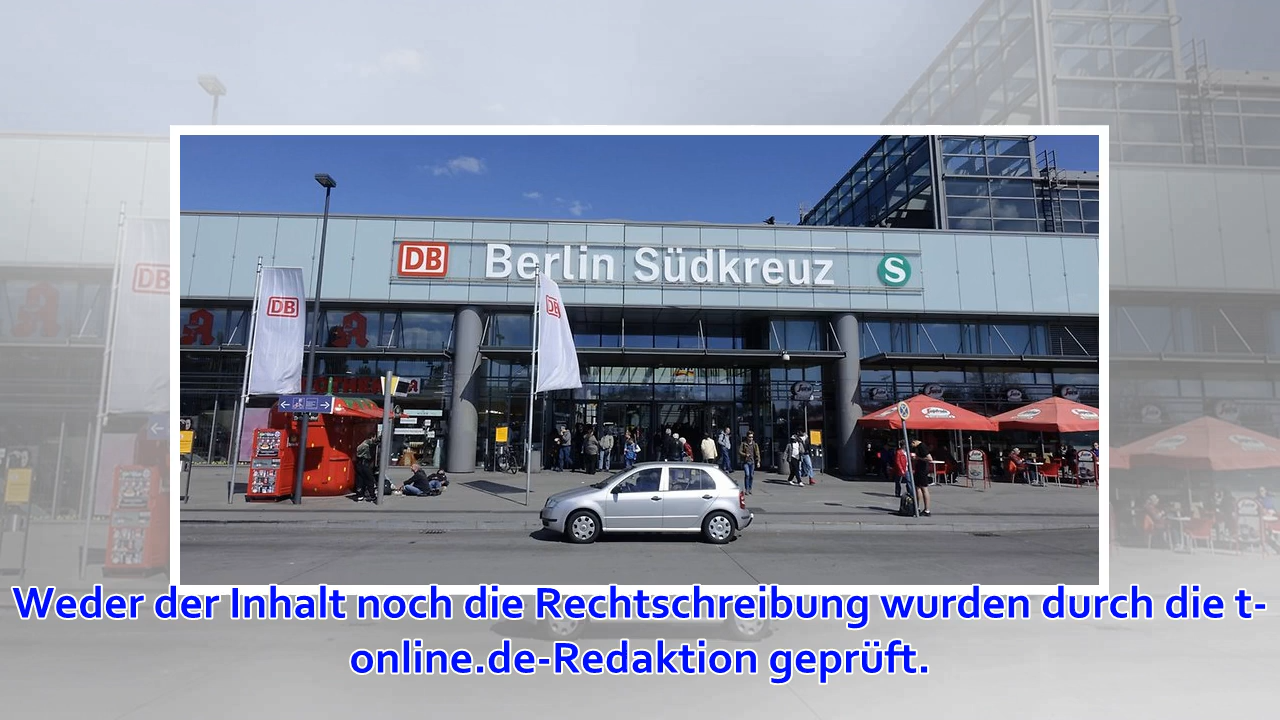 DB Berlin Südkreuz S
DB
DB
Weder der Inhalt noch die Rechtschreibung wurden durch die t-
online.de-Redaktion geprüft.